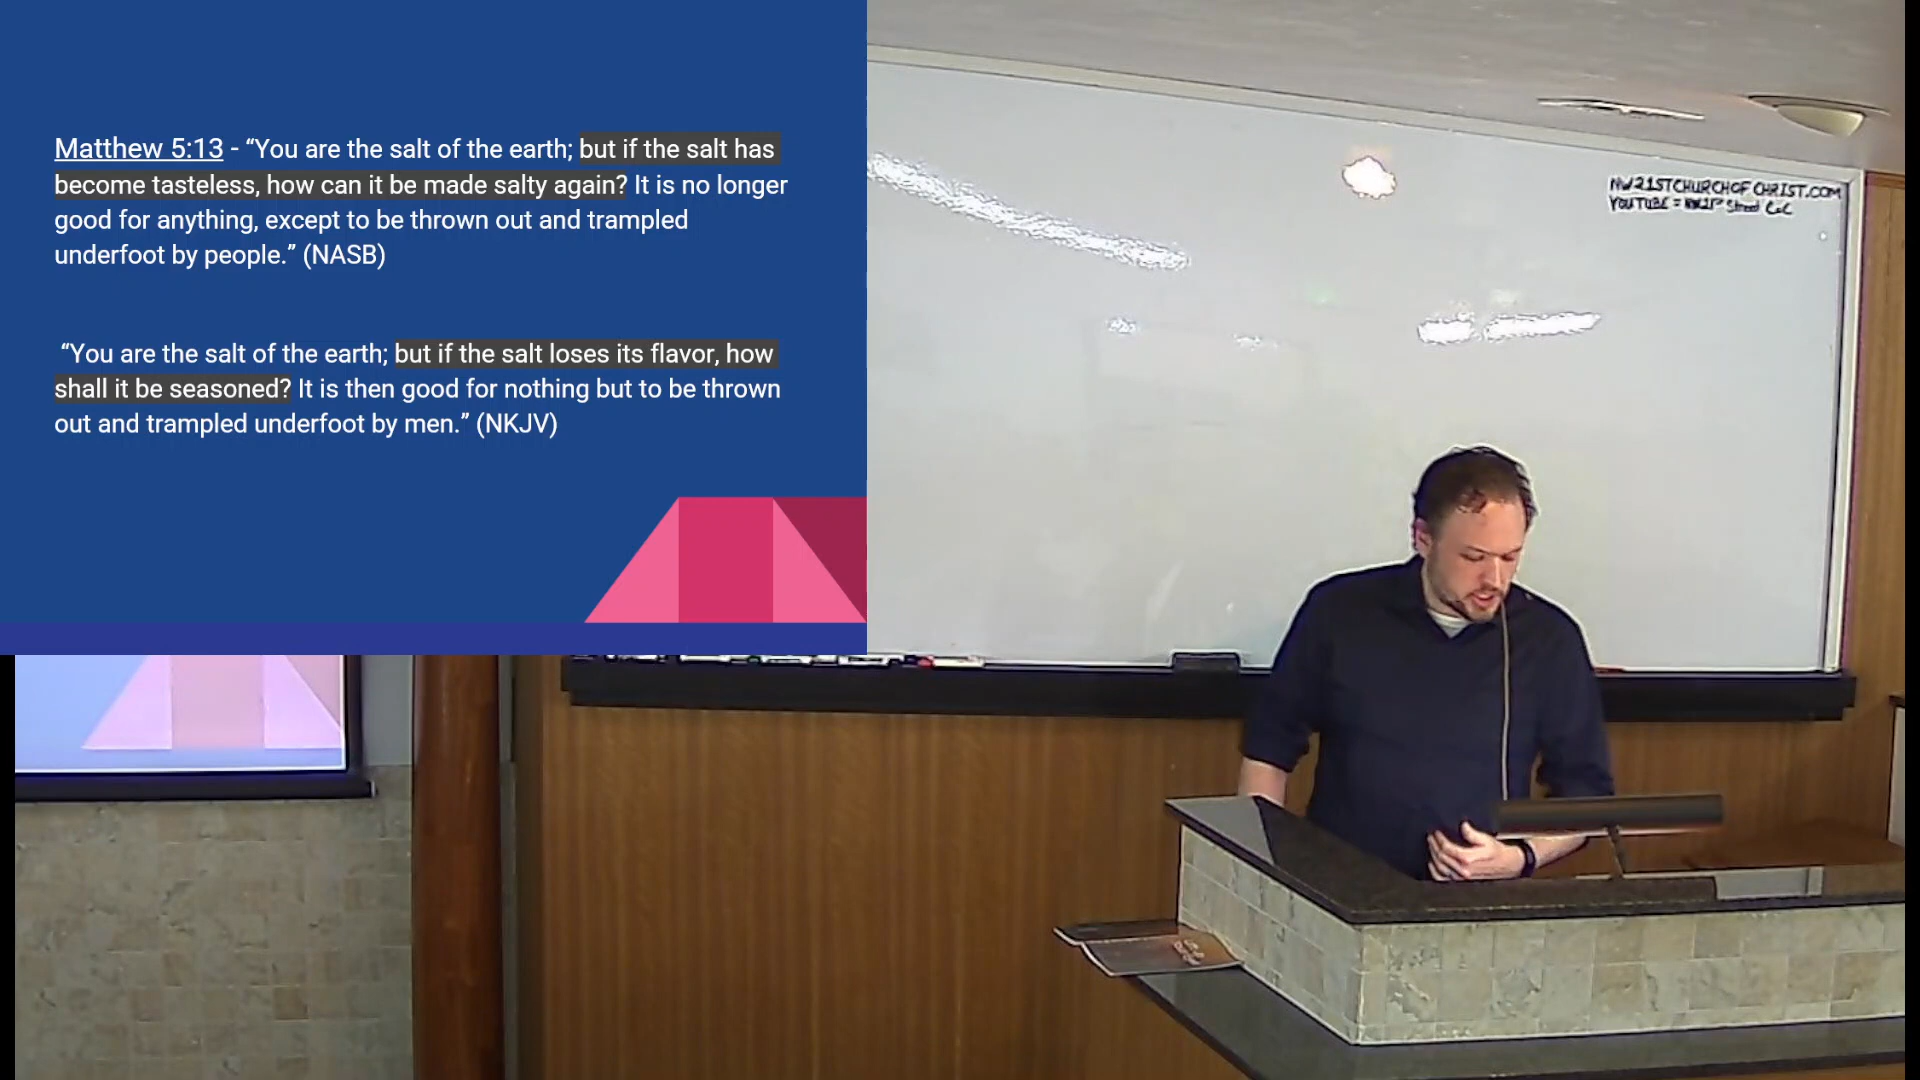 Matthew 5:13 - “You are the salt of the earth; but if the salt has
become tasteless, how can it be made salty again? It is no longer
good for anything, except to be thrown out and trampled
underfoot by people.” (NASB)
“You are the salt of the earth; but if the salt loses its flavor, how
shall it be seasoned? It is then good for nothing but to be thrown
out and trampled underfoot by men.” (NKJV)
NW21STCHURCHOFCHRIST.COM
YOUTUBE = NW21ST Street CoC